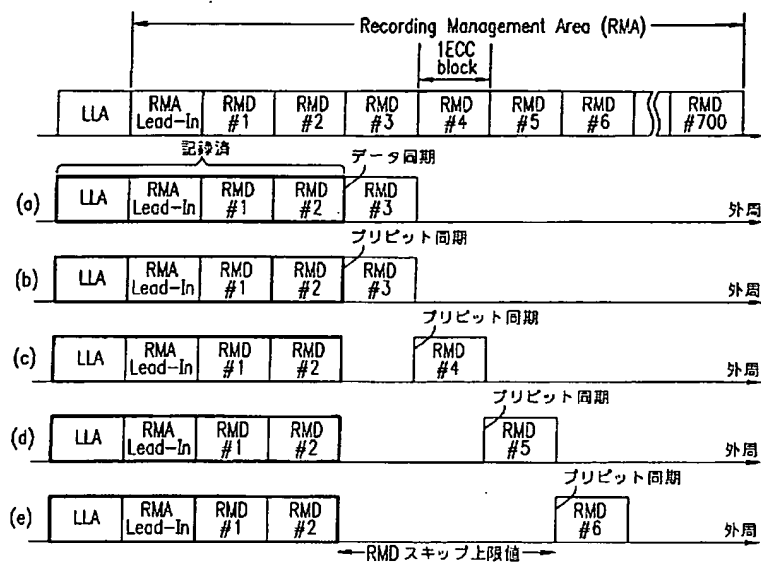 Recording Management Area (RMA)
1ECC
block
LLA RMA Lead-In RMD #1 RMD #2 RMD #3 RMD #4 RMD #5 RMD #6 RMD #700
記録済
データ同期
(a) LLA RMA Lead-In RMD #1 RMD #2 RMD #3 外周
プリピット同期
(b) LLA RMA Lead-In RMD #1 RMD #2 RMD #3 外周
プリピット同期
(c) LLA RMA Lead-In RMD #1 RMD #2 RMD #4 外周
プリピット同期
(d) LLA RMA Lead-In RMD #1 RMD #2 RMD #5 外周
プリピット同期
(e) LLA RMA Lead-In RMD #1 RMD #2 RMD #6 外周
RMDスキップ上限値